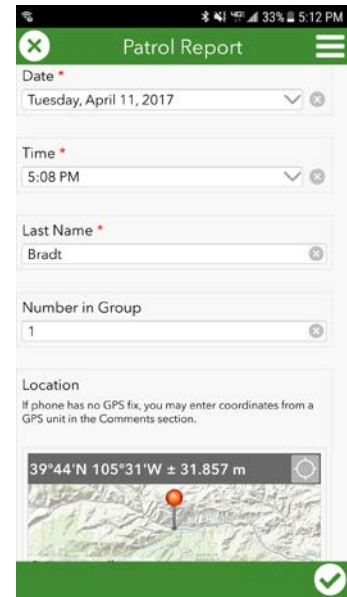 33% 5:12 PM
Patrol Report
Date *
Tuesday, April 11, 2017
Time *
5:08 PM
Last Name *
Bradt
Number in Group
1
Location
If phone has no GPS fix, you may enter coordinates from a
GPS unit in the Comments section.
39°44'N 105°31'W ± 31.857 m